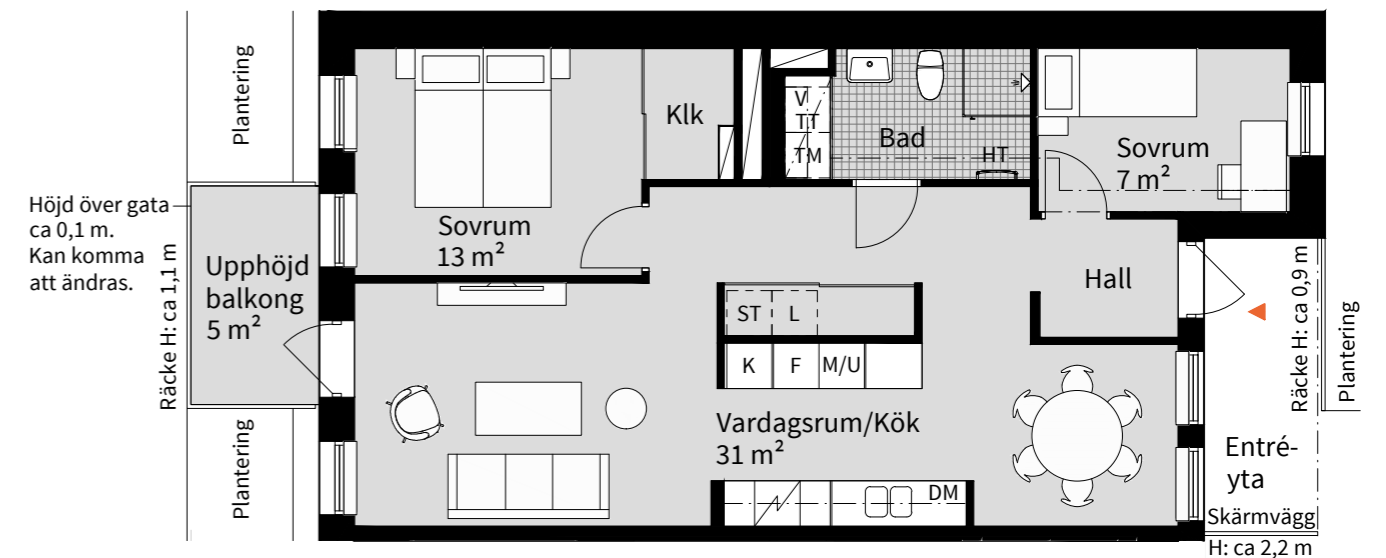 Plantering
Höjd över gata
ca 0,1 m.
Kan komma
att ändras.
Räcke H: ca 1,1 m
Upphöjd
balkong
5 m²
Plantering
Sovrum
13 m²
Klk
V
TT
TM
Bad
HT
Sovrum
7 m²
Hall
ST
L
K
F
M/U
Vardagsrum/Kök
31 m²
DM
Räcke H: ca 0,9 m
Plantering
Entré-
yta
Skärmvägg
H: ca 2,2 m